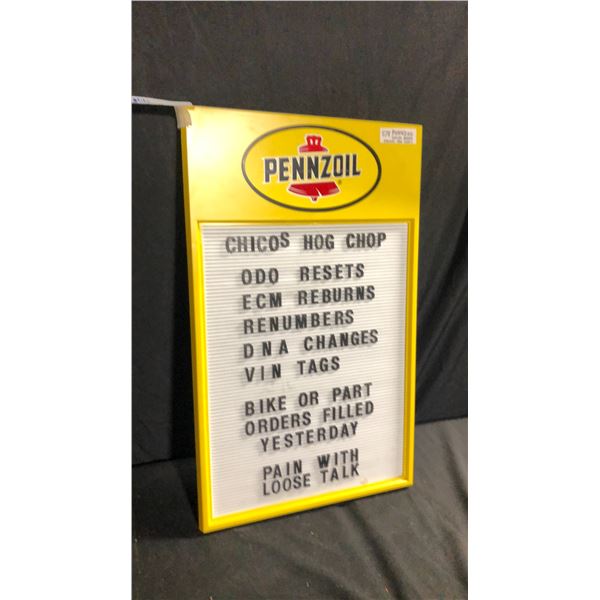 PENNZOIL
CHICOS HOG CHOP
ODO RESETS
ECM REBURNS
RENUMBERS
DNA CHANGES
VIN TAGS
BIKE OR PART
ORDERS FILLED
YESTERDAY
PAIN WITH
LOOSE TALK